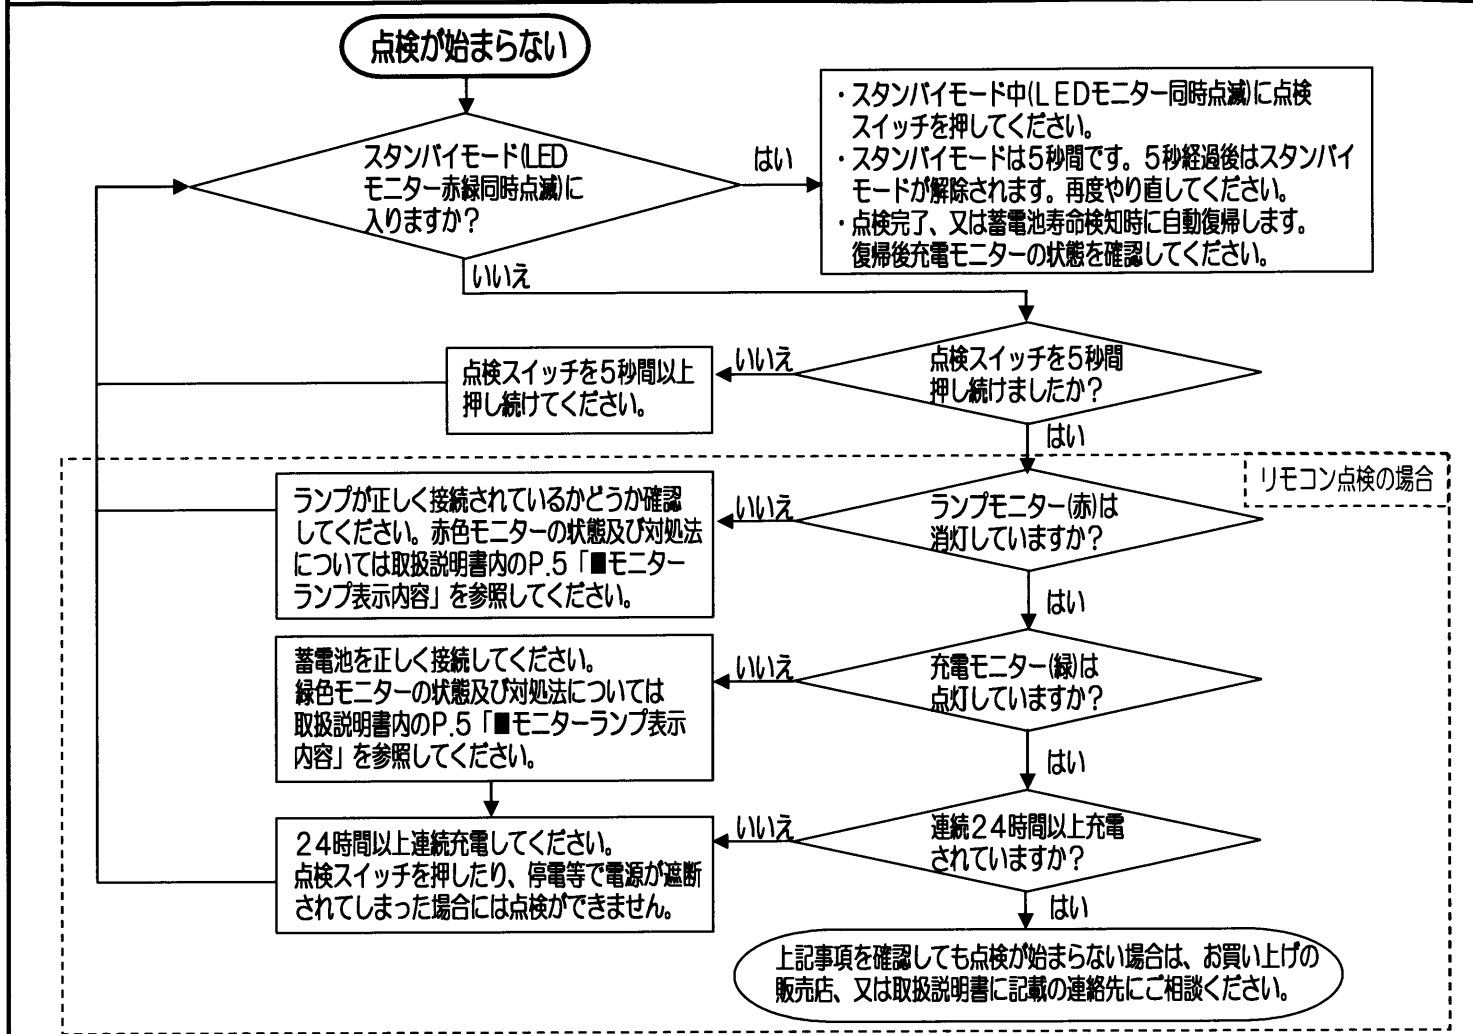 点検が始まらない
スタンバイモード(LED
モニター赤緑同時点滅)に
入りますか？
はい
・スタンバイモード中(LEDモニター同時点滅)に点検
スイッチを押してください。
・スタンバイモードは5秒間です。5秒経過後はスタンバイ
モードが解除されます。再度やり直してください。
・点検完了、又は蓄電池寿命検知時に自動復帰します。
復帰後充電モニターの状態を確認してください。
いいえ
点検スイッチを5秒間
押し続けましたか？
いいえ
点検スイッチを5秒間以上
押し続けてください。
はい
リモコン点検の場合
ランプモニター(赤)は
消灯していますか？
いいえ
ランプが正しく接続されているかどうか確認
してください。赤色モニターの状態及び対処法
については取扱説明書内のP.5「■モニター
ランプ表示内容」を参照してください。
はい
充電モニター(緑)は
点灯していますか？
いいえ
蓄電池を正しく接続してください。
緑色モニターの状態及び対処法については
取扱説明書内のP.5「■モニターランプ表示
内容」を参照してください。
はい
連続24時間以上充電
されていますか？
いいえ
24時間以上連続充電してください。
点検スイッチを押したり、停電等で電源が遮断
されてしまった場合には点検ができません。
はい
上記事項を確認しても点検が始まらない場合は、お買い上げの
販売店、又は取扱説明書に記載の連絡先にご相談ください。